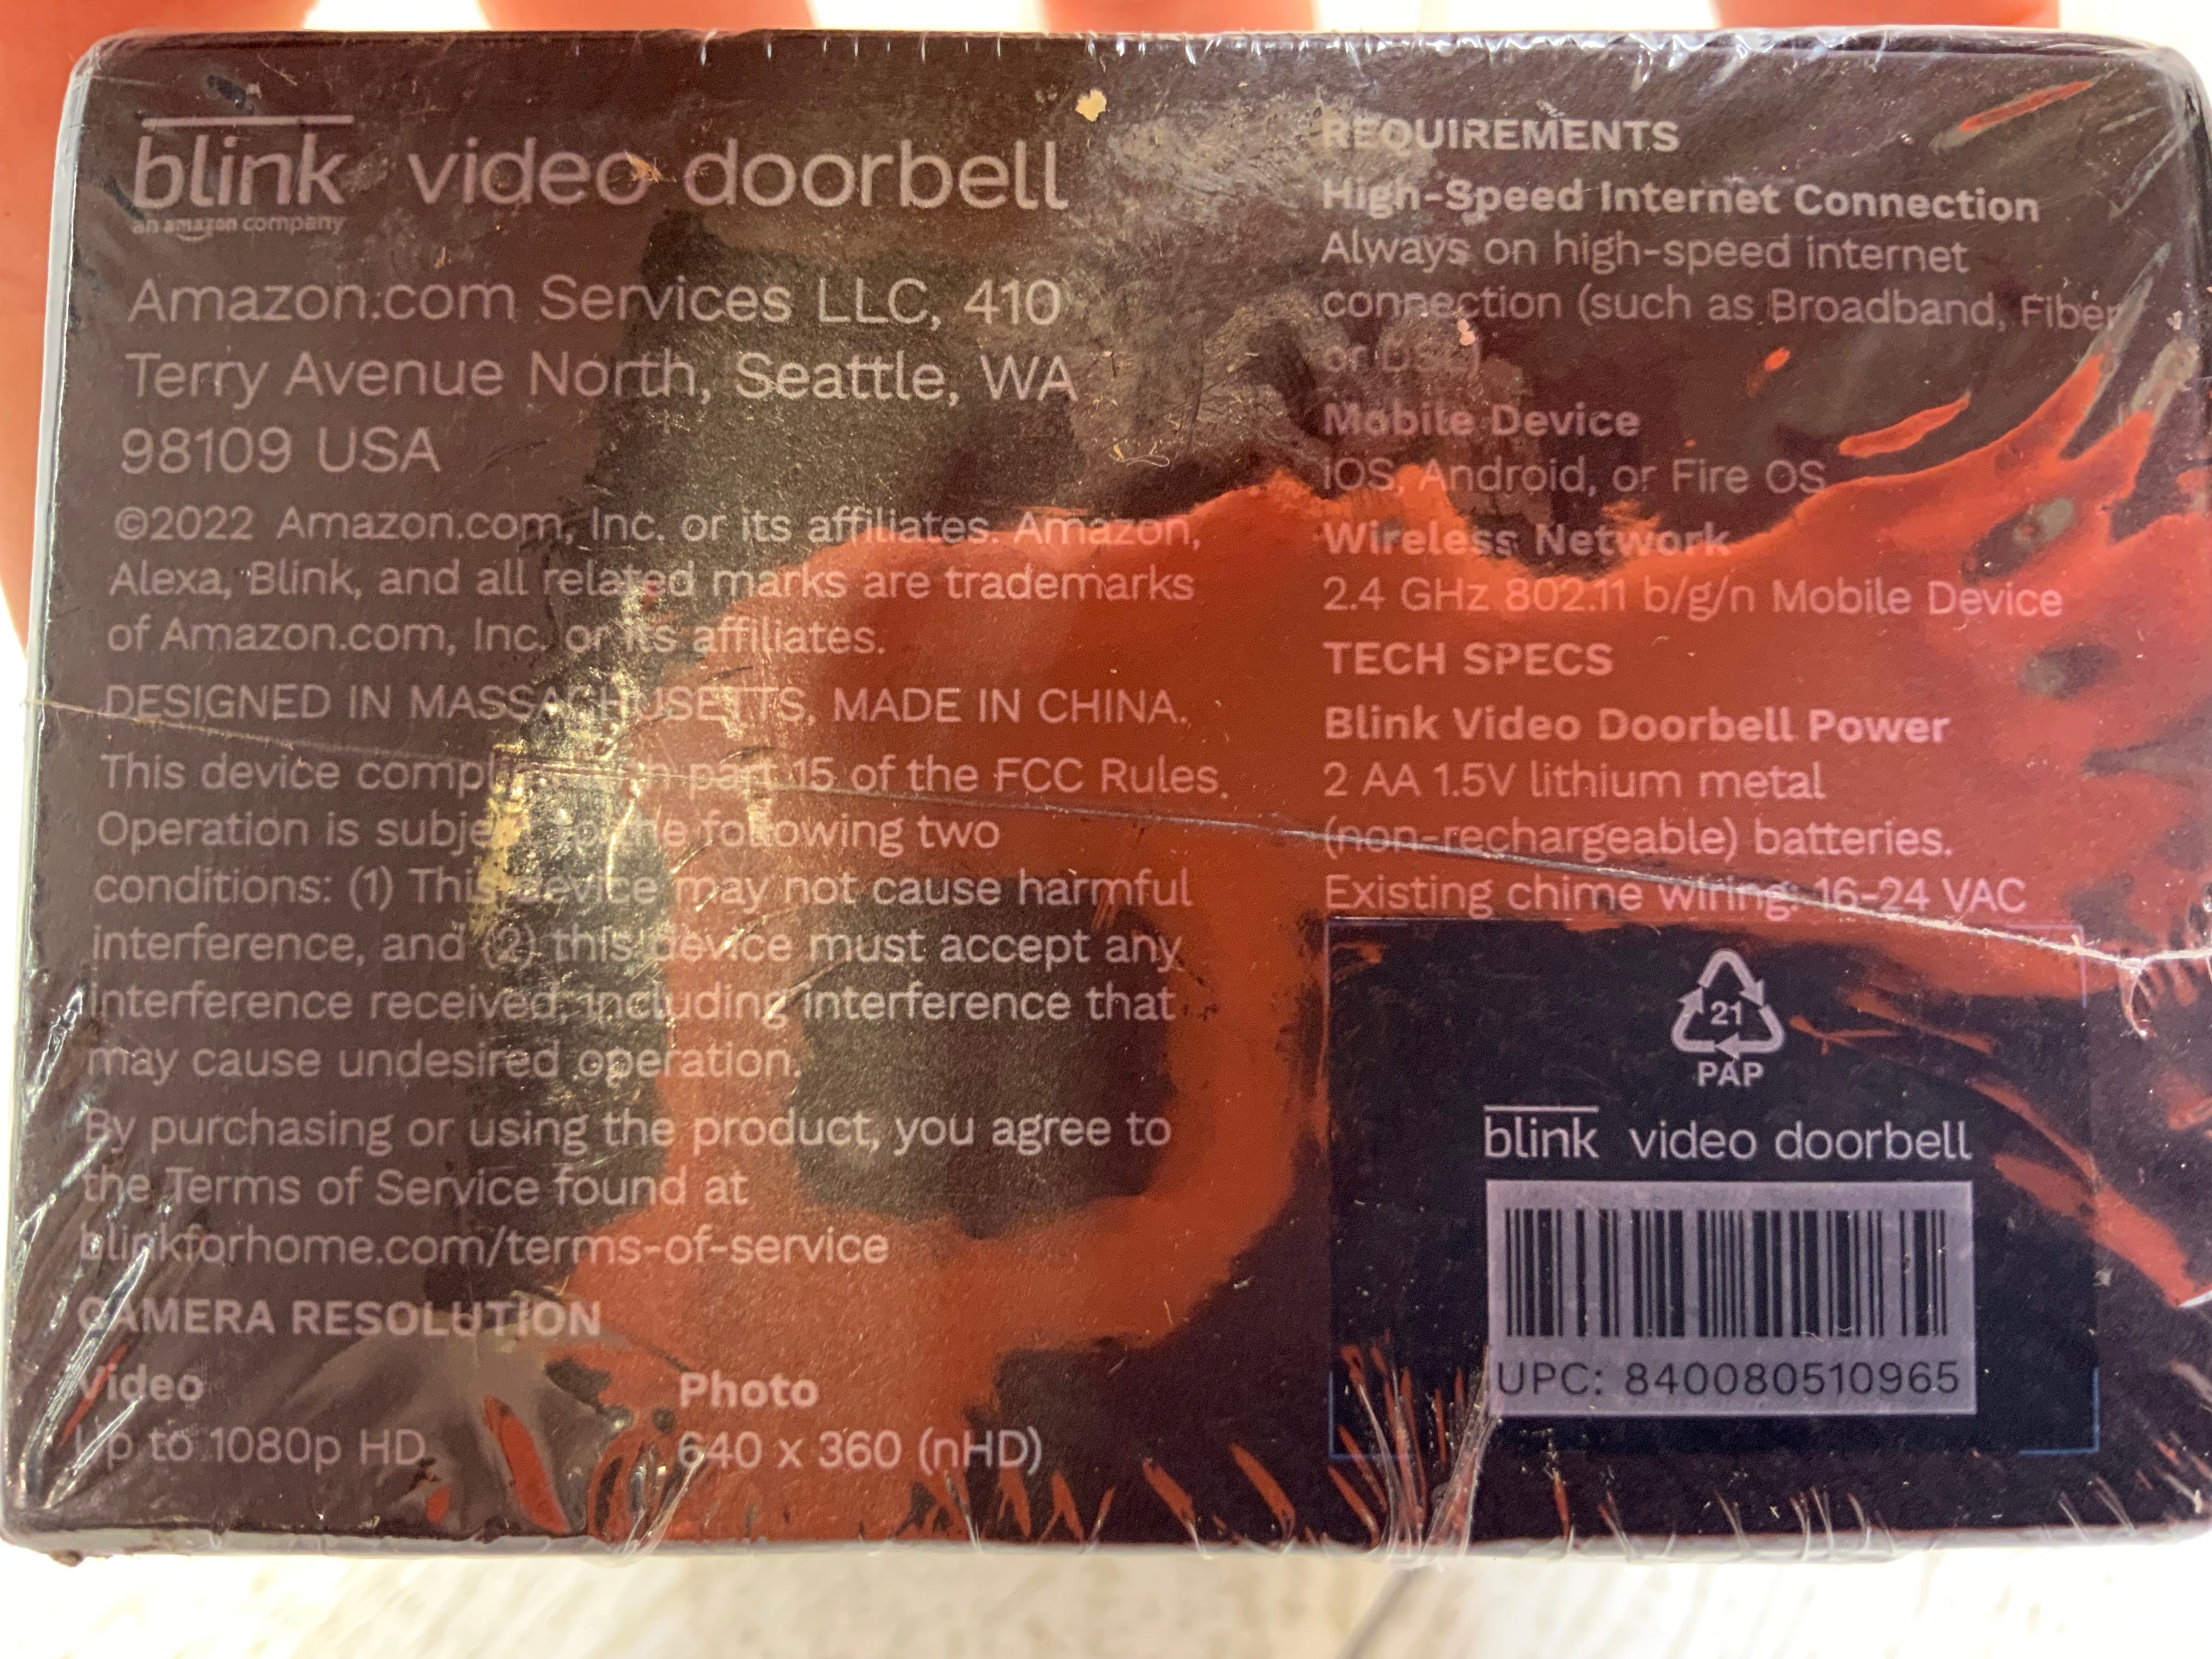 blink video doorbell
an amazon company
Amazon.com Services LLC, 410
Terry Avenue North, Seattle, WA
98109 USA
©2022 Amazon.com, Inc. or its affiliates. Amazon,
Alexa, Blink, and all related marks are trademarks
of Amazon.com, Inc. or its affiliates.
DESIGNED IN MASSACHUSETTS, MADE IN CHINA.
This device part 15 of the FCC Rules.
Operation is the following two
conditions: (1) This device may not cause harmful
interference, and (2) this device must accept any
interference received, including interference that
may cause undesired operation.
By purchasing or using the product, you agree to
the Terms of Service found at
blinkforhome.com/terms-of-service
CAMERA RESOLUTION
Video
Up to 1080p HD
Photo
640 x 360 (nHD)
REQUIREMENTS
High-Speed Internet Connection
Always on high-speed internet
connection (such as Broadband, Fiber
or DSL)
Mobile Device
iOS, Android, or Fire OS
Wireless Network
2.4 GHz 802.11 b/g/n Mobile Device
TECH SPECS
Blink Video Doorbell Power
2 AA 1.5V lithium metal
(non-rechargeable) batteries.
Existing chime wiring: 16-24 VAC
21
PAP
blink video doorbell
UPC: 840080510965